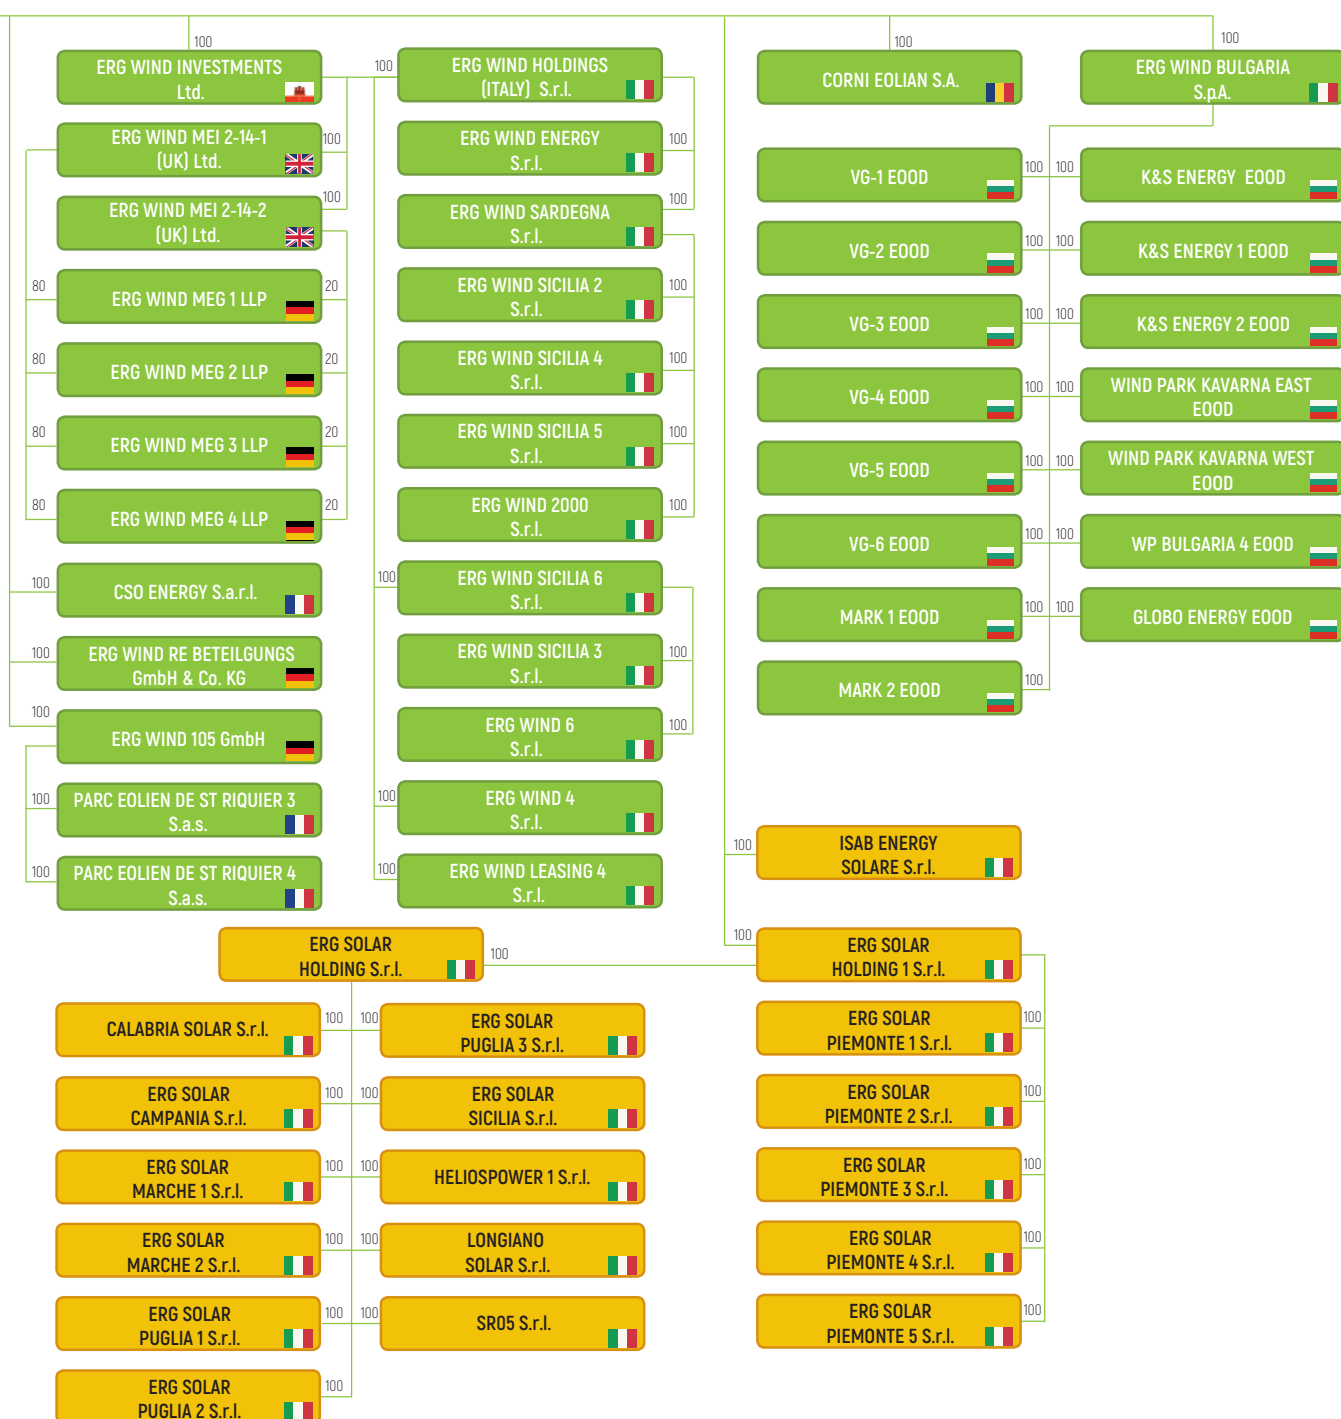 100
ERG WIND INVESTMENTS
Ltd.
100
ERG WIND MEI 2-14-1
(UK) Ltd.
100
ERG WIND MEI 2-14-2
(UK) Ltd.
80
ERG WIND MEG 1 LLP
20
80
ERG WIND MEG 2 LLP
20
80
ERG WIND MEG 3 LLP
20
80
ERG WIND MEG 4 LLP
20
100
CSO ENERGY S.a.r.l.
100
ERG WIND RE BETEILGUNGS
GmbH & Co. KG
100
ERG WIND 105 GmbH
100
PARC EOLIEN DE ST RIQUIER 3
S.a.s.
100
PARC EOLIEN DE ST RIQUIER 4
S.a.s.
100
ERG WIND HOLDINGS
(ITALY) S.r.l.
ERG WIND ENERGY
S.r.l.
100
ERG WIND SARDEGNA
S.r.l.
100
ERG WIND SICILIA 2
S.r.l.
100
ERG WIND SICILIA 4
S.r.l.
100
ERG WIND SICILIA 5
S.r.l.
100
ERG WIND 2000
S.r.l.
100
100
ERG WIND SICILIA 6
S.r.l.
ERG WIND SICILIA 3
S.r.l.
100
ERG WIND 6
S.r.l.
100
100
ERG WIND 4
S.r.l.
100
ERG WIND LEASING 4
S.r.l.
100
CORNI EOLIAN S.A.
100
ERG WIND BULGARIA
S.p.A.
VG-1 EOOD
100
100
K&S ENERGY EOOD
VG-2 EOOD
100
100
K&S ENERGY 1 EOOD
VG-3 EOOD
100
100
K&S ENERGY 2 EOOD
VG-4 EOOD
100
100
WIND PARK KAVARNA EAST
EOOD
VG-5 EOOD
100
100
WIND PARK KAVARNA WEST
EOOD
VG-6 EOOD
100
100
WP BULGARIA 4 EOOD
MARK 1 EOOD
100
100
GLOBO ENERGY EOOD
MARK 2 EOOD
100
100
ISAB ENERGY
SOLARE S.r.l.
ERG SOLAR
HOLDING S.r.l.
100
100
ERG SOLAR
HOLDING 1 S.r.l.
CALABRIA SOLAR S.r.l.
100
100
ERG SOLAR
PUGLIA 3 S.r.l.
ERG SOLAR
CAMPANIA S.r.l.
100
100
ERG SOLAR
SICILIA S.r.l.
ERG SOLAR
MARCHE 1 S.r.l.
100
100
HELIOSPOWER 1 S.r.l.
ERG SOLAR
MARCHE 2 S.r.l.
100
100
LONGIANO
SOLAR S.r.l.
ERG SOLAR
PUGLIA 1 S.r.l.
100
100
SR05 S.r.l.
ERG SOLAR
PUGLIA 2 S.r.l.
100
ERG SOLAR
PIEMONTE 1 S.r.l.
100
ERG SOLAR
PIEMONTE 2 S.r.l.
100
ERG SOLAR
PIEMONTE 3 S.r.l.
100
ERG SOLAR
PIEMONTE 4 S.r.l.
100
ERG SOLAR
PIEMONTE 5 S.r.l.
100